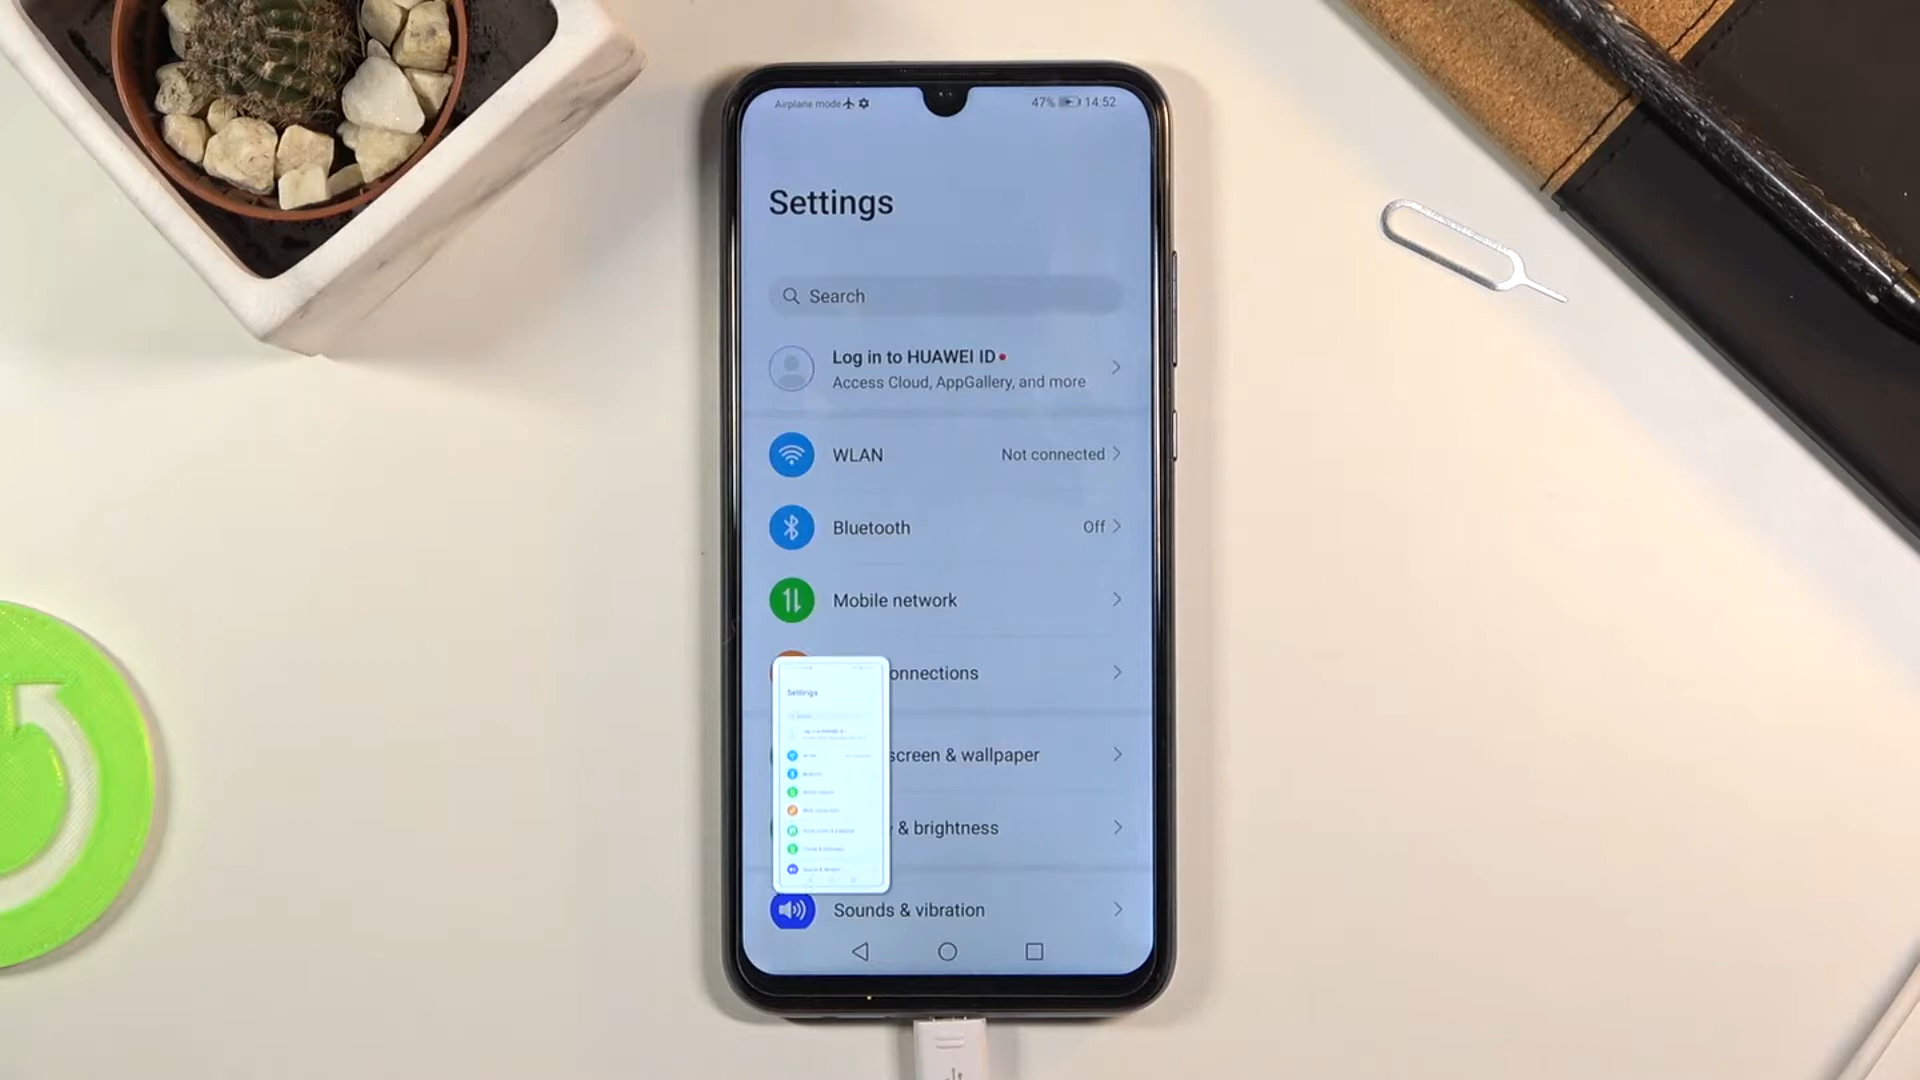 Airplane mode
47% 14:52
Settings
Search
Log in to HUAWEI ID
Access Cloud, AppGallery, and more
WLAN
Not connected
Bluetooth
Off
Mobile network
onnections
Settings
screen & wallpaper
& brightness
Sounds & vibration